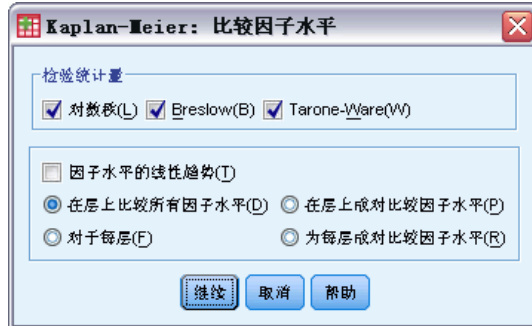 Kaplan-Meier: 比较因子水平
检验统计量
对数秩(L) Breslow(B) Tarone-Ware(W)
因子水平的线性趋势(T)
在层上比较所有因子水平(D) 在层上成对比较因子水平(P)
对于每层(F) 为每层成对比较因子水平(R)
继续 取消 帮助